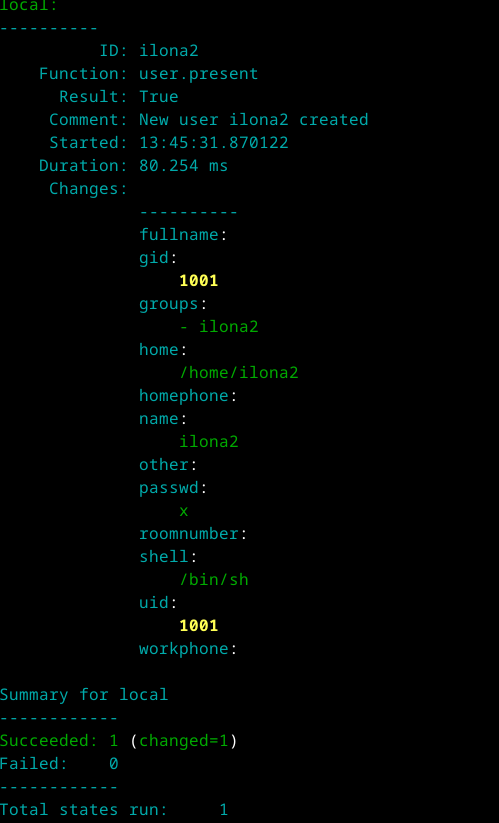 local:
----------
          ID: ilona2
    Function: user.present
      Result: True
     Comment: New user ilona2 created
     Started: 13:45:31.870122
    Duration: 80.254 ms
     Changes:
              ----------
              fullname:
              gid:
                  1001
              groups:
                  - ilona2
              home:
                  /home/ilona2
              homephone:
              name:
                  ilona2
              other:
              passwd:
                  x
              roomnumber:
              shell:
                  /bin/sh
              uid:
                  1001
              workphone:

Summary for local
------------
Succeeded: 1 (changed=1)
Failed:    0
------------
Total states run:     1